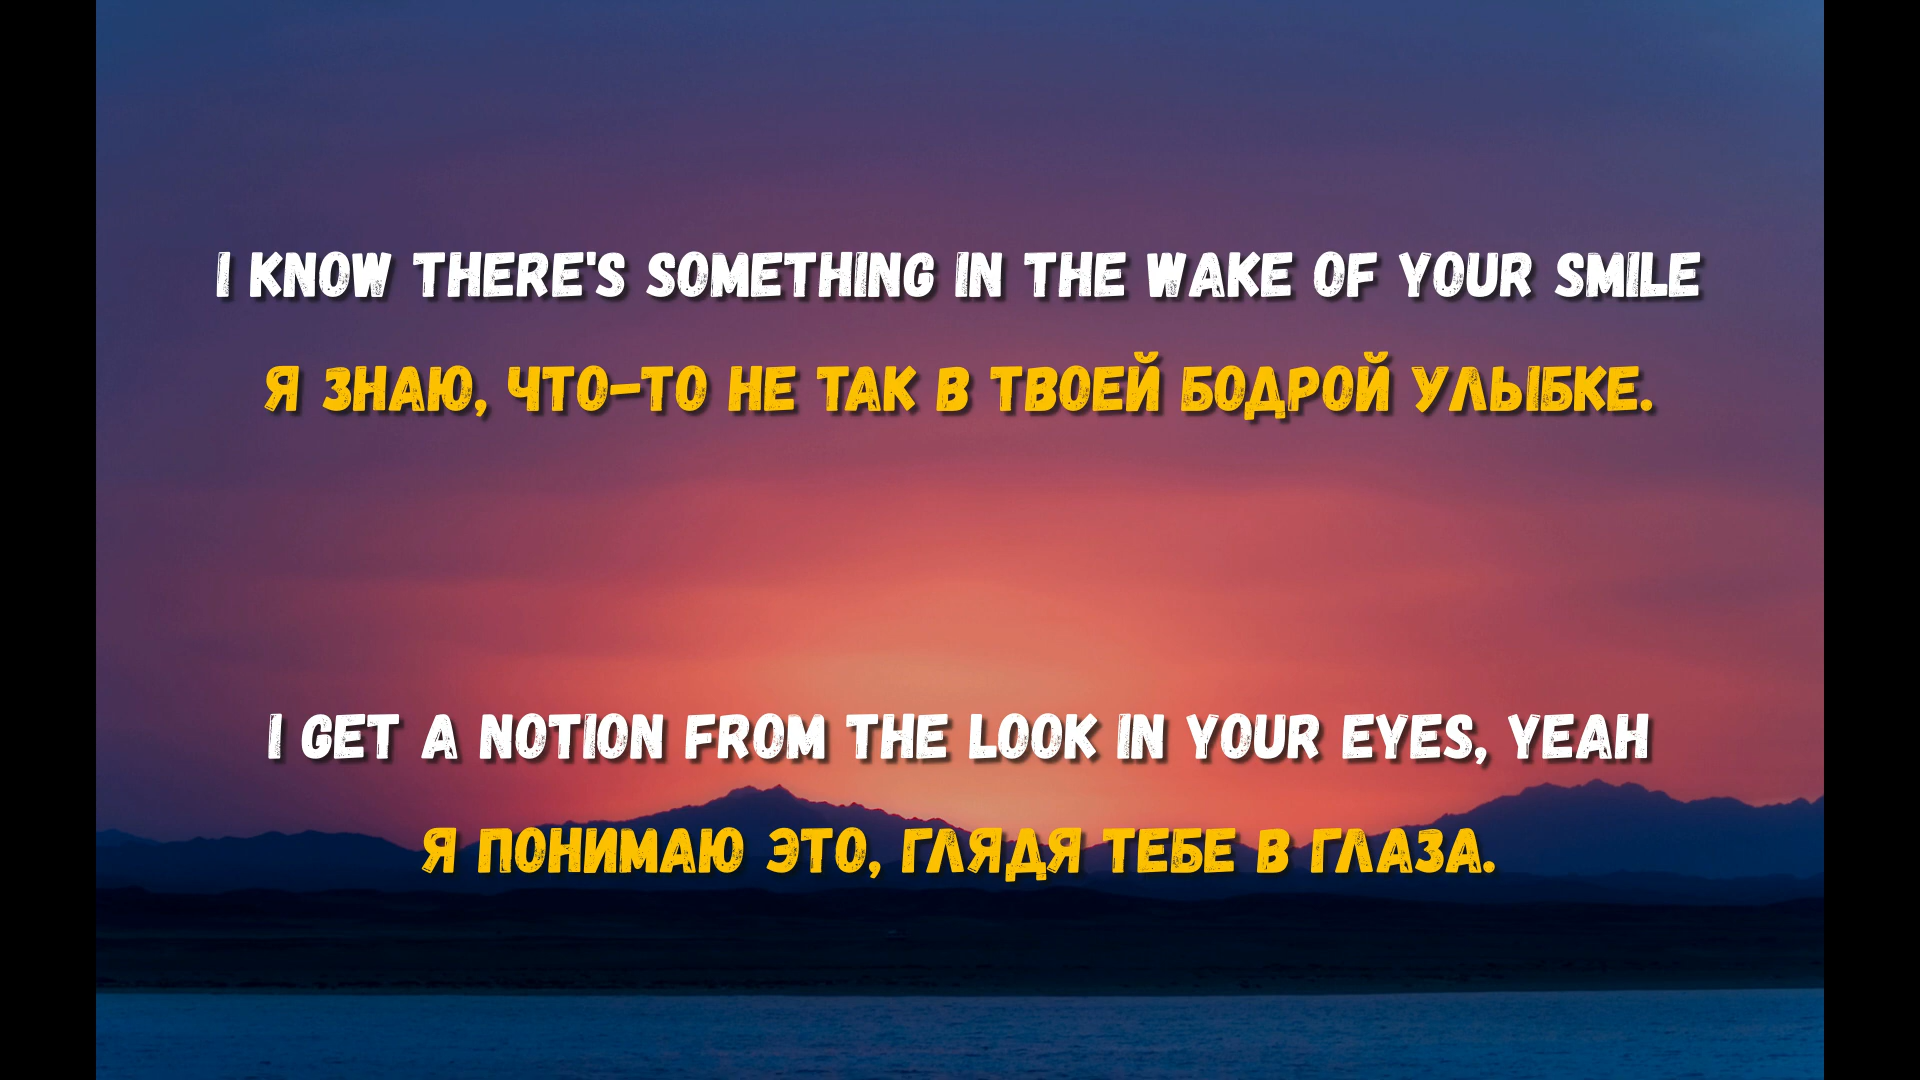 I KNOW THERE'S SOMETHING IN THE WAKE OF YOUR SMILE
Я ЗНАЮ, ЧТО-ТО НЕ ТАК В ТВОЕЙ БОДРОЙ УЛЫБКЕ.
I GET A NOTION FROM THE LOOK IN YOUR EYES, YEAH
Я ПОНИМАЮ ЭТО, ГЛЯДЯ ТЕБЕ В ГЛАЗА.